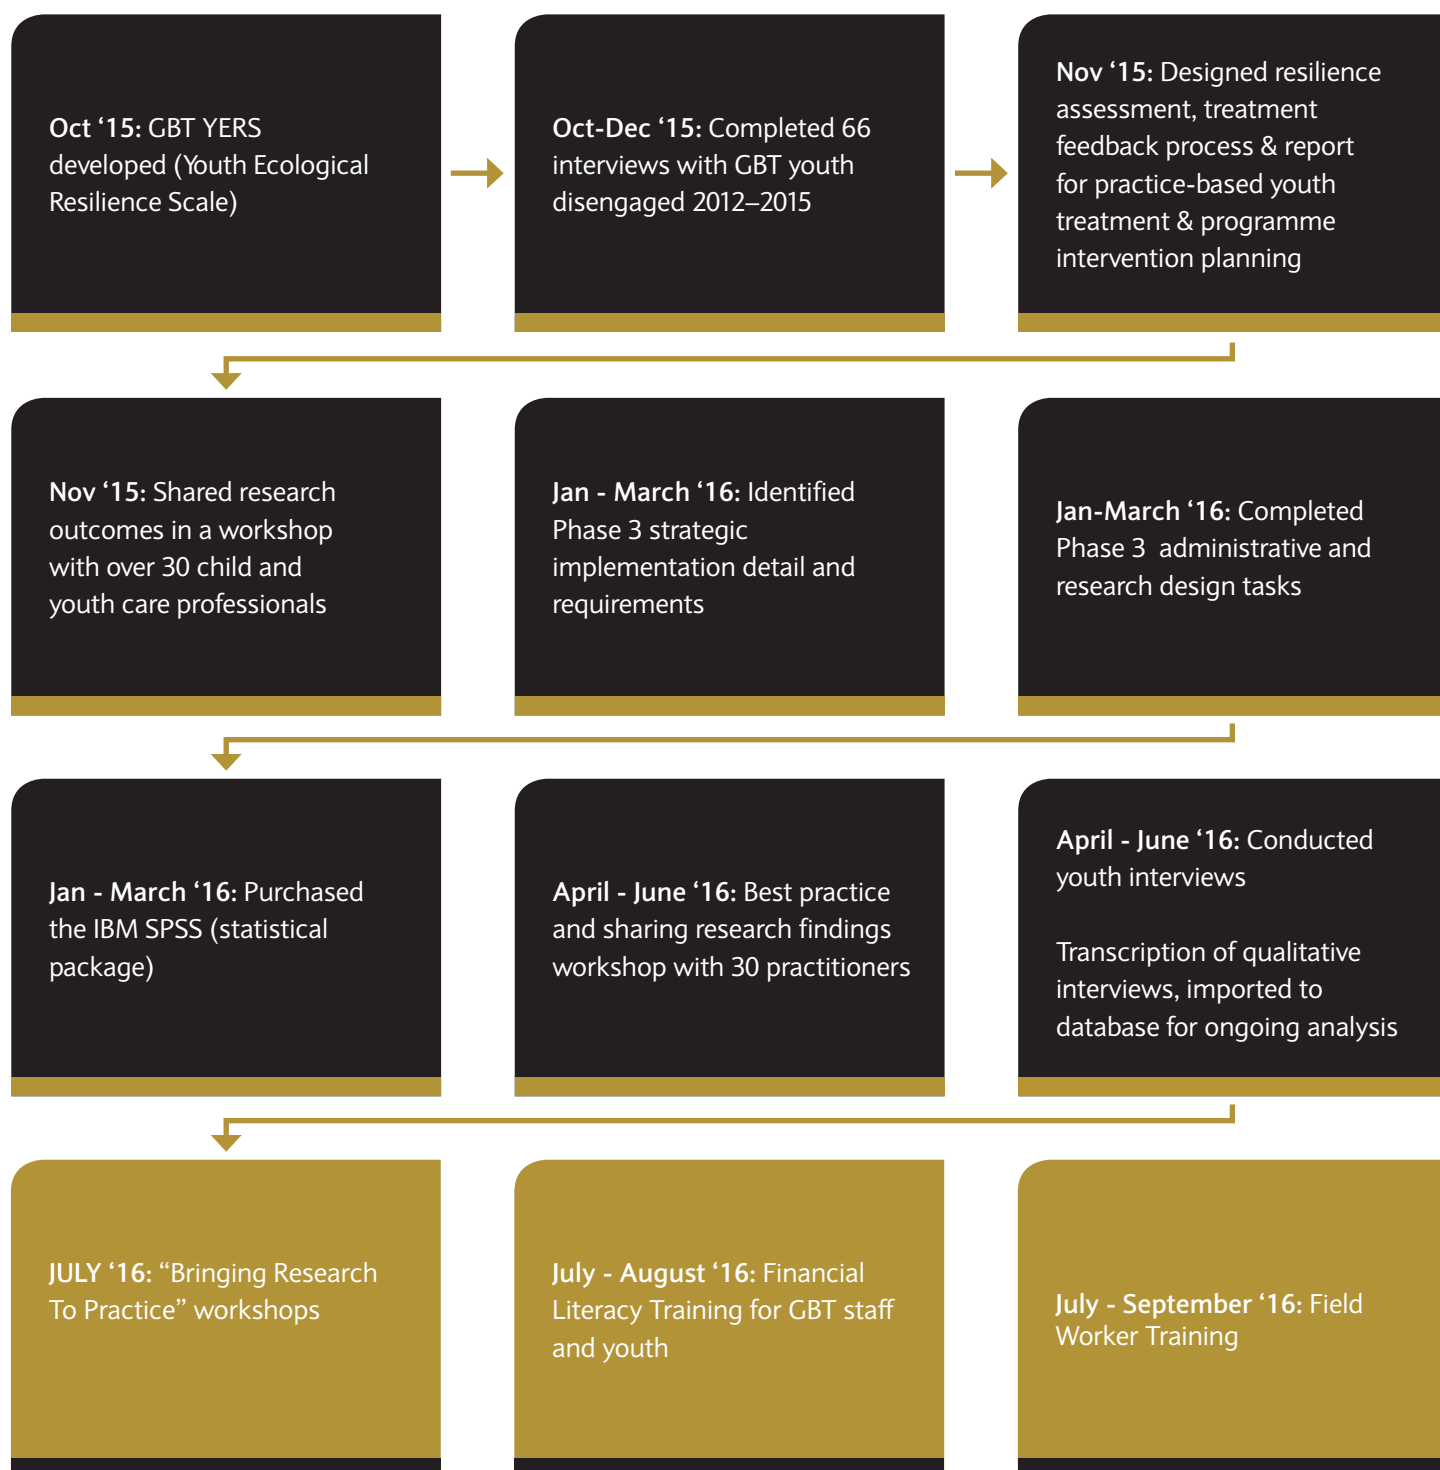 Oct ‘15: GBT YERS
developed (Youth Ecological
Resilience Scale)
Oct-Dec ‘15: Completed 66
interviews with GBT youth
disengaged 2012–2015
Nov ‘15: Designed resilience
assessment, treatment
feedback process & report
for practice-based youth
treatment & programme
intervention planning
Nov ‘15: Shared research
outcomes in a workshop
with over 30 child and
youth care professionals
Jan - March ‘16: Identified
Phase 3 strategic
implementation detail and
requirements
Jan-March ‘16: Completed
Phase 3 administrative and
research design tasks
Jan - March ‘16: Purchased
the IBM SPSS (statistical
package)
April - June ‘16: Best practice
and sharing research findings
workshop with 30 practitioners
April - June ‘16: Conducted
youth interviews
Transcription of qualitative
interviews, imported to
database for ongoing analysis
JULY ‘16: “Bringing Research
To Practice” workshops
July - August ‘16: Financial
Literacy Training for GBT staff
and youth
July - September ‘16: Field
Worker Training